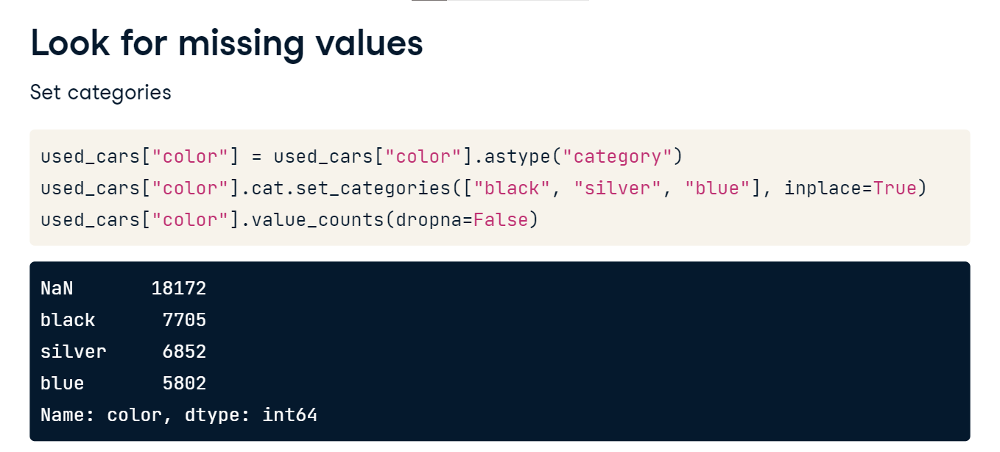 Look for missing values
Set categories
used_cars["color"] = used_cars["color"].astype("category")
used_cars["color"].cat.set_categories(["black", "silver", "blue"], inplace=True)
used_cars["color"].value_counts(dropna=False)
NaN       18172
black      7705
silver     6852
blue       5802
Name: color, dtype: int64